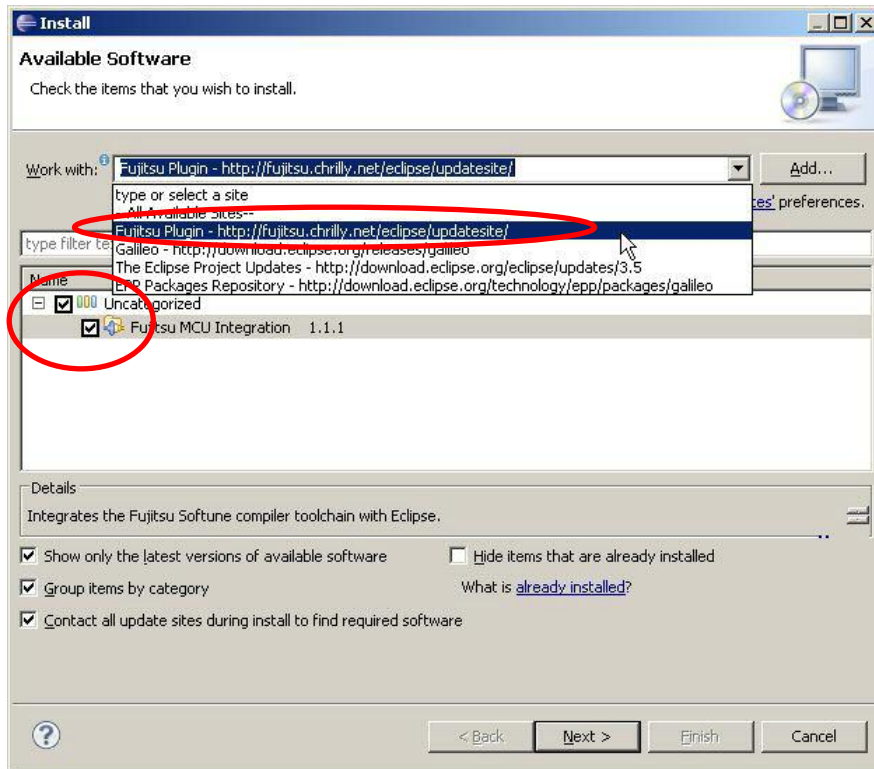 Install
Available Software
Check the items that you wish to install.
Work with: Fujitsu Plugin - http://fujitsu.chrilly.net/eclipse/updatesite/ Add...
type or select a site
--All Available Sites--
Fujitsu Plugin - http://fujitsu.chrilly.net/eclipse/updatesite/
Galileo - http://download.eclipse.org/releases/galileo
The Eclipse Project Updates - http://download.eclipse.org/eclipse/updates/3.5
EPP Packages Repository - http://download.eclipse.org/technology/epp/packages/galileo
tes' preferences.
type filter te
Name
Uncategorized
Fujitsu MCU Integration 1.1.1
Details
Integrates the Fujitsu Softune compiler toolchain with Eclipse.
Show only the latest versions of available software Hide items that are already installed
Group items by category What is already installed?
Contact all update sites during install to find required software
? < Back Next > Finish Cancel